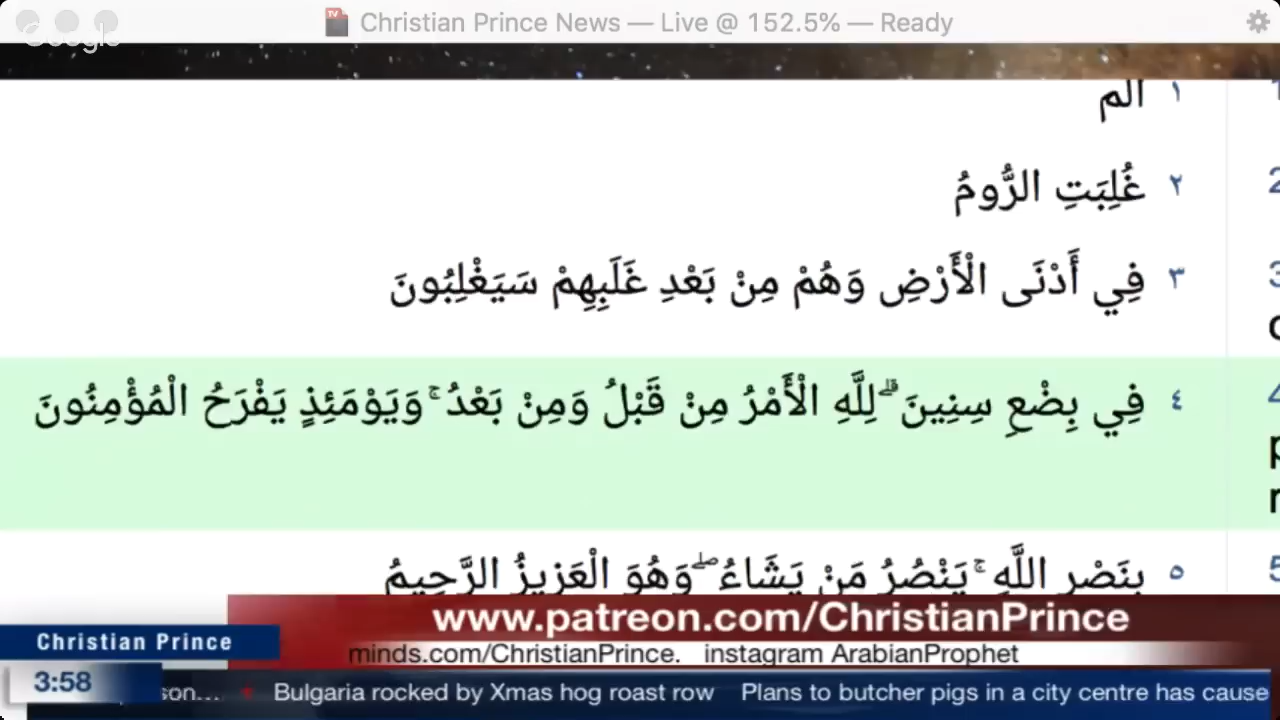 Christian Prince News — Live @ 152.5% — Ready
Google
١ الم
٢ غُلِبَتِ الرُّومُ
٣ فِي أَدْنَى الْأَرْضِ وَهُمْ مِنْ بَعْدِ غَلَبِهِمْ سَيَغْلِبُونَ
٤ فِي بِضْعِ سِنِينَ ۗ لِلَّهِ الْأَمْرُ مِنْ قَبْلُ وَمِنْ بَعْدُ ۚ وَيَوْمَئِذٍ يَفْرَحُ الْمُؤْمِنُونَ
٥ بِنَصْرِ اللَّهِ ۚ يَنْصُرُ مَنْ يَشَاءُ ۖ وَهُوَ الْعَزِيزُ الرَّحِيمُ
www.patreon.com/ChristianPrince
Christian Prince
minds.com/ChristianPrince. instagram ArabianProphet
3:58
son... Bulgaria rocked by Xmas hog roast row Plans to butcher pigs in a city centre has cause